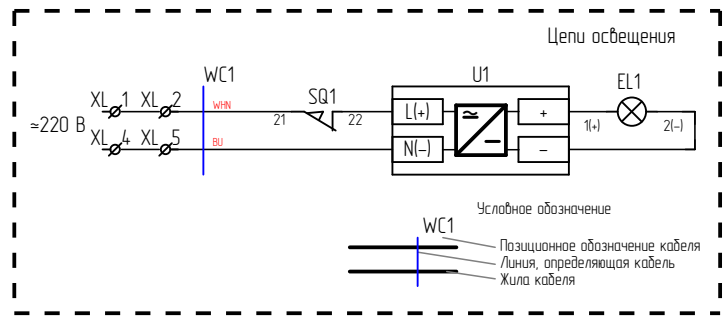 Цепи освещения
WC1
SQ1
U1
EL1
XL 1 XL 2
WHN
21
22
L(+)
+
1(+)
2(-)
≃220 В
XL 4 XL 5
BU
N(-)
-
Условное обозначение
WC1
Позиционное обозначение кабеля
Линия, определяющая кабель
Жила кабеля